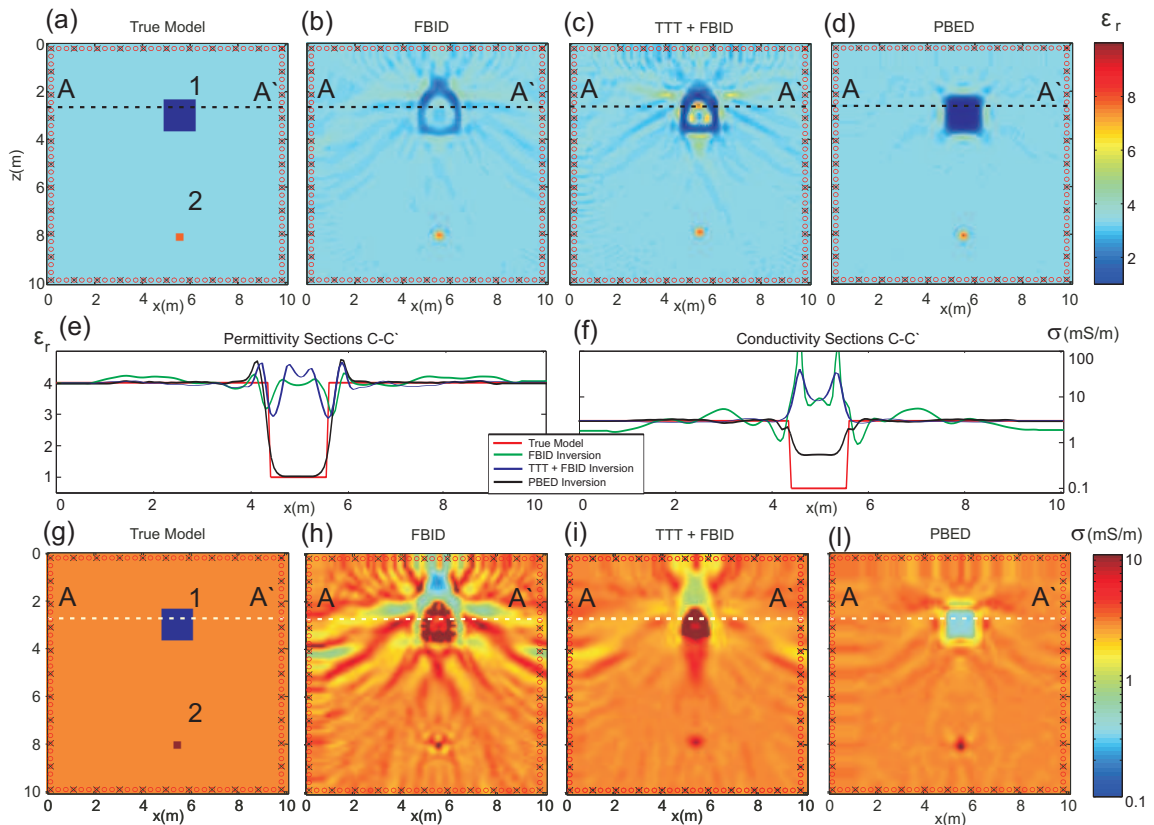 (a) True Model
(b) FBID
(c) TTT + FBID
(d) PBED
εr
0
2
4
6
8
10
z(m)
A 1 A`
2
A A`
A A`
A A`
8
6
4
2
0 2 4 6 8 10
x(m)
0 2 4 6 8 10
x(m)
0 2 4 6 8 10
x(m)
0 2 4 6 8 10
x(m)
(e) Permittivity Sections C-C`
εr
4
3
2
1
0 2 4 6 8 10
x(m)
True Model
FBID Inversion
TTT + FBID Inversion
PBED Inversion
(f) Conductivity Sections C-C`
σ(mS/m)
100
10
1
0.1
0 2 4 6 8 10
x(m)
(g) True Model
(h) FBID
(i) TTT + FBID
(l) PBED
σ(mS/m)
0
2
4
6
8
10
A 1 A`
2
A A`
A A`
A A`
10
1
0.1
0 2 4 6 8 10
x(m)
0 2 4 6 8 10
x(m)
0 2 4 6 8 10
x(m)
0 2 4 6 8 10
x(m)